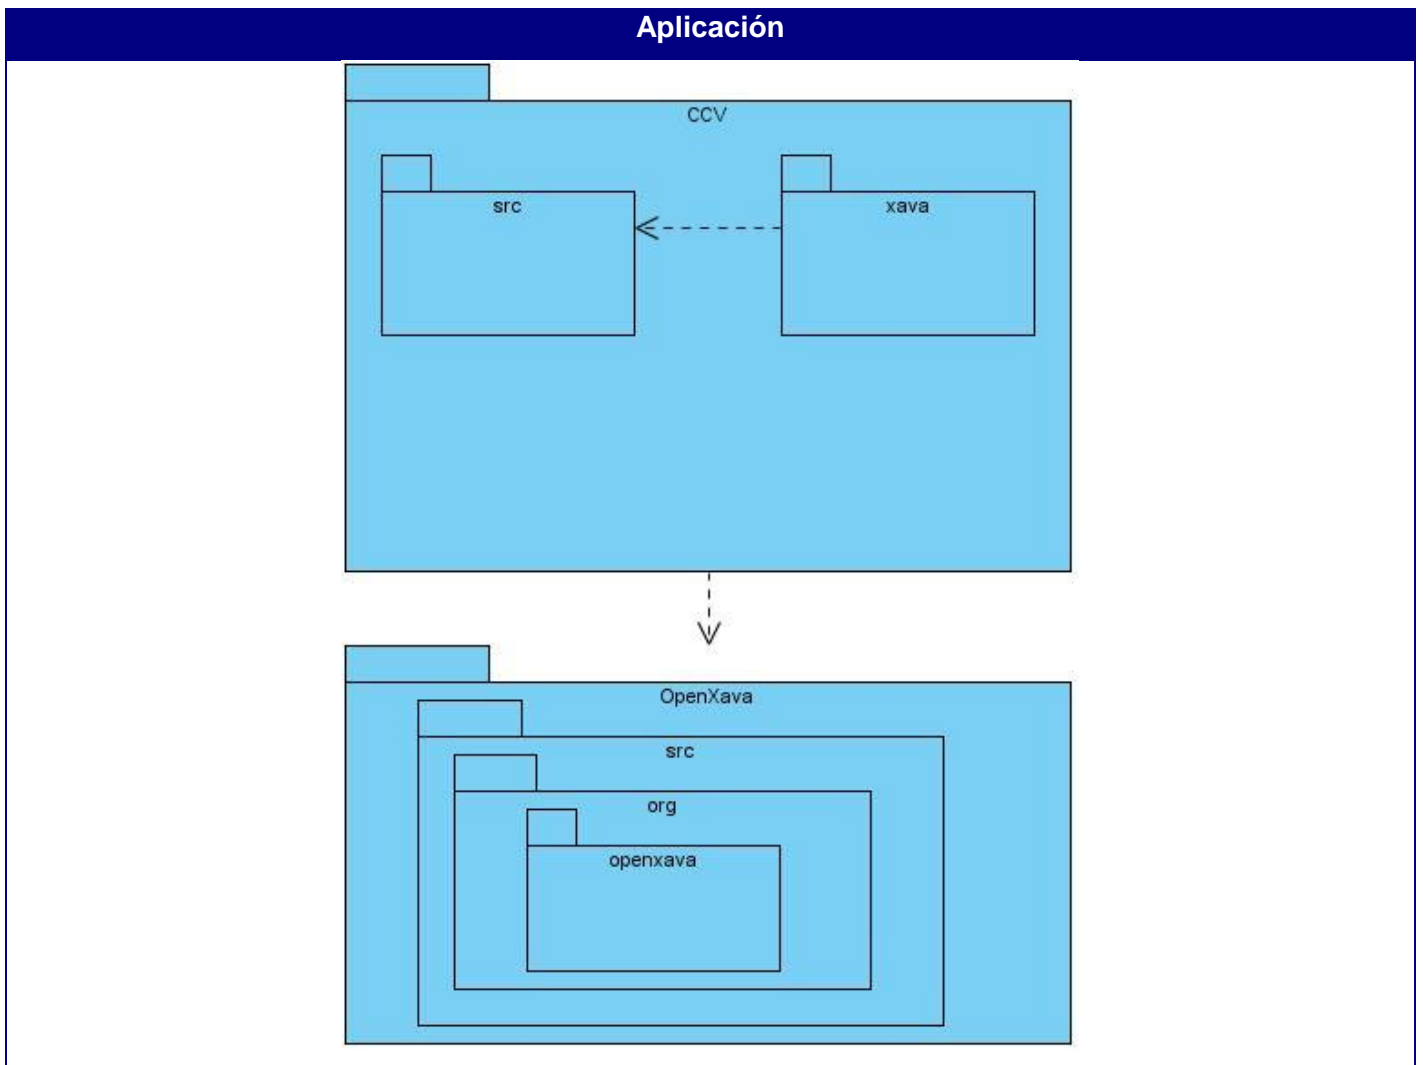 Aplicación
CCV
src
xava
OpenXava
src
org
openxava